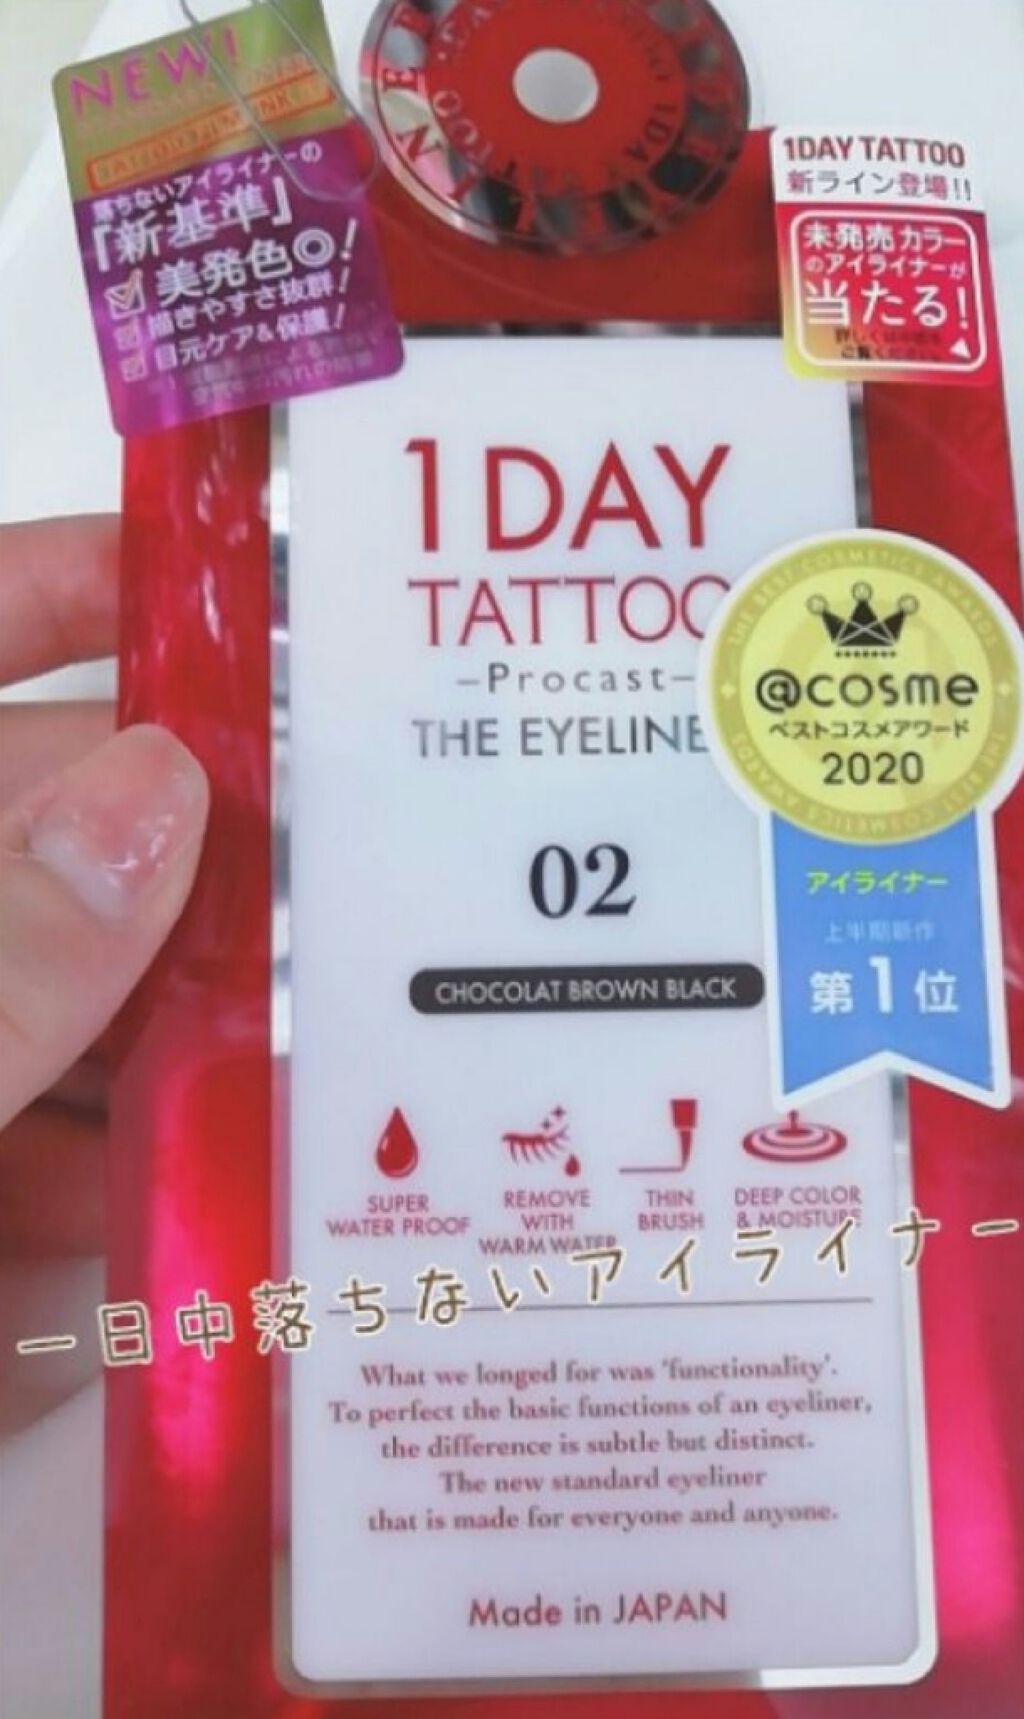 NEW!
落ちないアイライナーの
『新基準』
美発色◎!
描きやすさ抜群!
目元ケア&保護!
1DAY TATTOO
新ライン登場!!
未発売カラー
のアイライナーが
当たる!
1DAY
TATTOO
–Procast–
THE EYELINE
02
CHOCOLAT BROWN BLACK
THE BEST COSMETICS AWARDS
@cosme
ベストコスメアワード
2020
アイライナー
上半期新作
第1位
SUPER
WATER PROOF
REMOVE
WITH
WARM WATER
THIN
BRUSH
DEEP COLOR
& MOISTURE
一日中落ちないアイライナー
What we longed for was 'functionality'.
To perfect the basic functions of an eyeliner,
the difference is subtle but distinct.
The new standard eyeliner
that is made for everyone and anyone.
Made in JAPAN